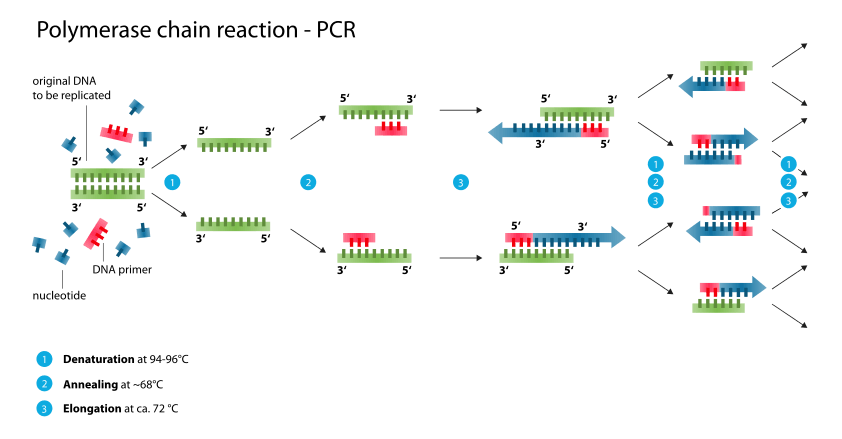 Polymerase chain reaction - PCR
original DNA
to be replicated
5‘ 3‘
3‘ 5‘
DNA primer
nucleotide
1
5‘ 3‘
3‘ 5‘
2
5‘ 3‘
3‘ 5‘
3
5‘ 3‘
3‘ 5‘
5‘ 3‘
3‘ 5‘
1
2
3
1
2
3
1 Denaturation at 94-96°C
2 Annealing at ~68°C
3 Elongation at ca. 72 °C